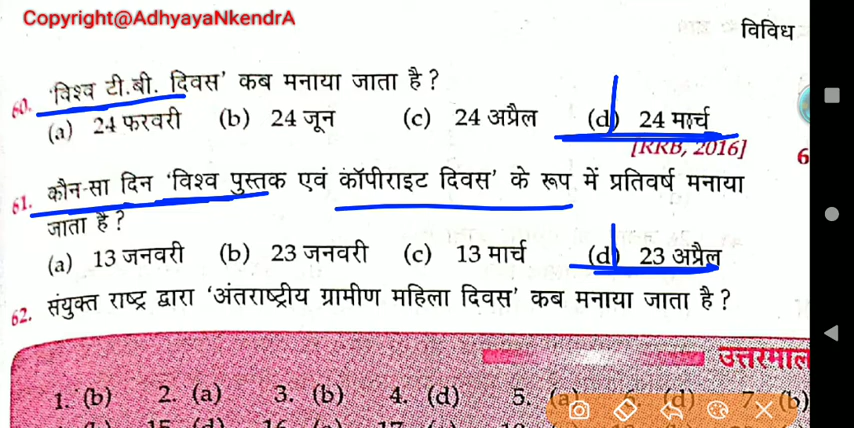 Copyright@AdhyayaNkendrA
विविध
60. 'विश्व टी.बी. दिवस' कब मनाया जाता है?
(a) 24 फरवरी (b) 24 जून (c) 24 अप्रैल (d) 24 मार्च
[RRB, 2016]
6
61. कौन-सा दिन 'विश्व पुस्तक एवं कॉपीराइट दिवस' के रूप में प्रतिवर्ष मनाया
जाता है?
(a) 13 जनवरी (b) 23 जनवरी (c) 13 मार्च (d) 23 अप्रैल
62. संयुक्त राष्ट्र द्वारा 'अंतराष्ट्रीय ग्रामीण महिला दिवस' कब मनाया जाता है?
उत्तरमाल
1. (b) 2. (a) 3. (b) 4. (d) 5. (a) 6. (d) 7. (b)